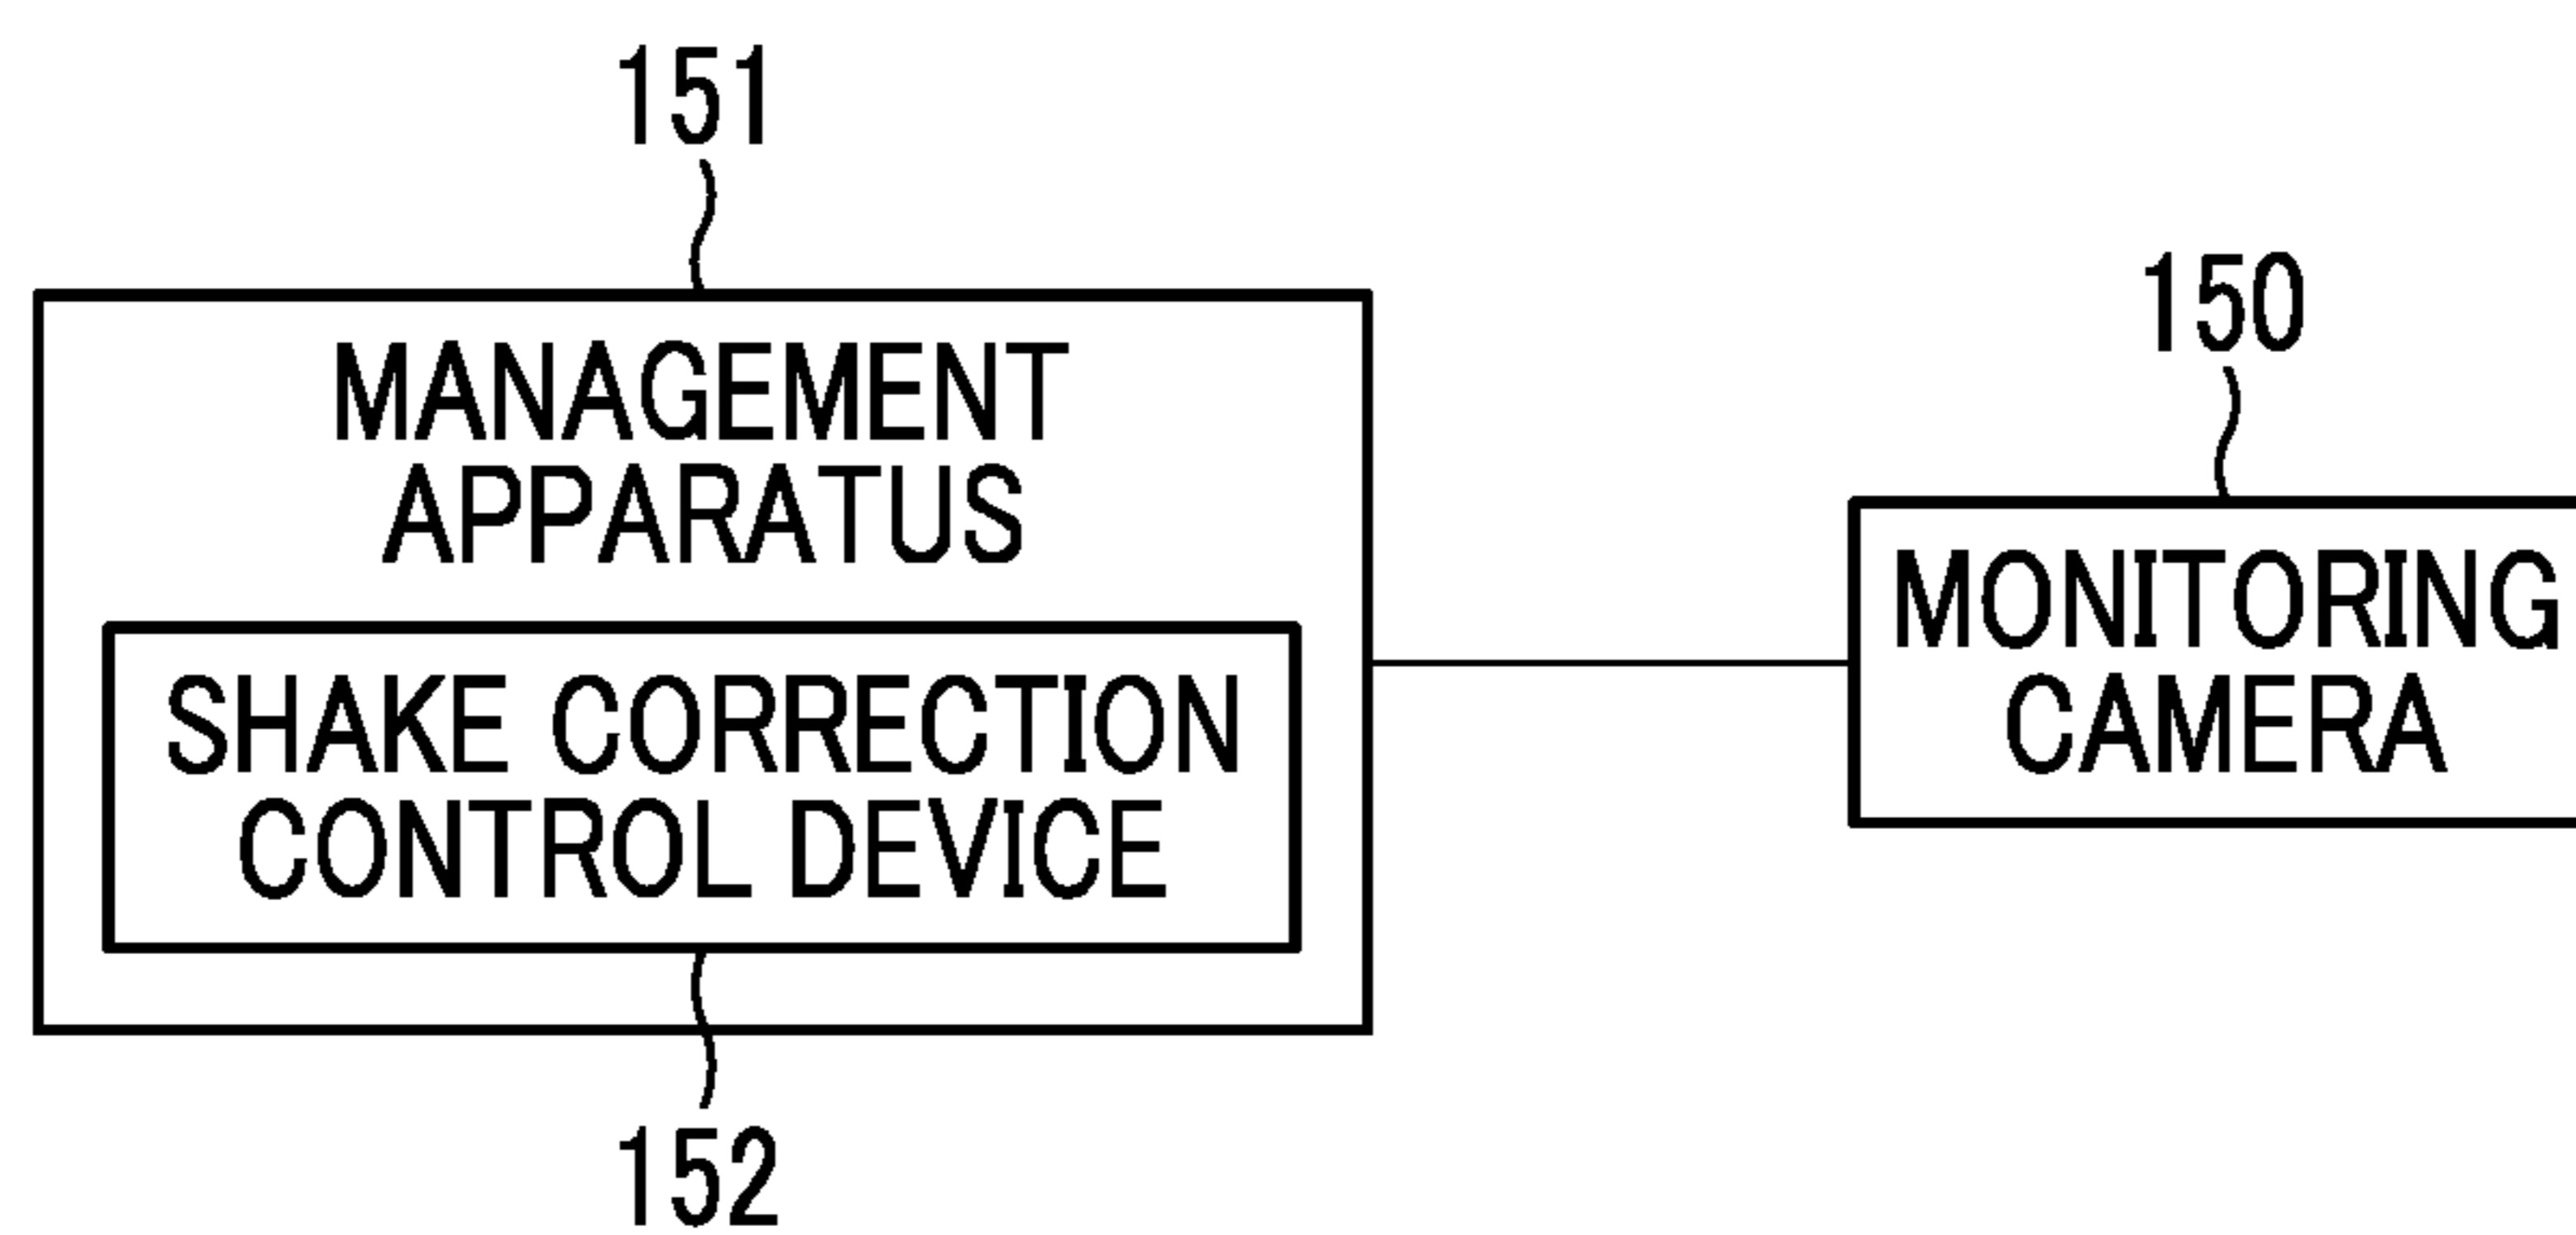 151
MANAGEMENT
APPARATUS
SHAKE CORRECTION
CONTROL DEVICE
152
150
MONITORING
CAMERA